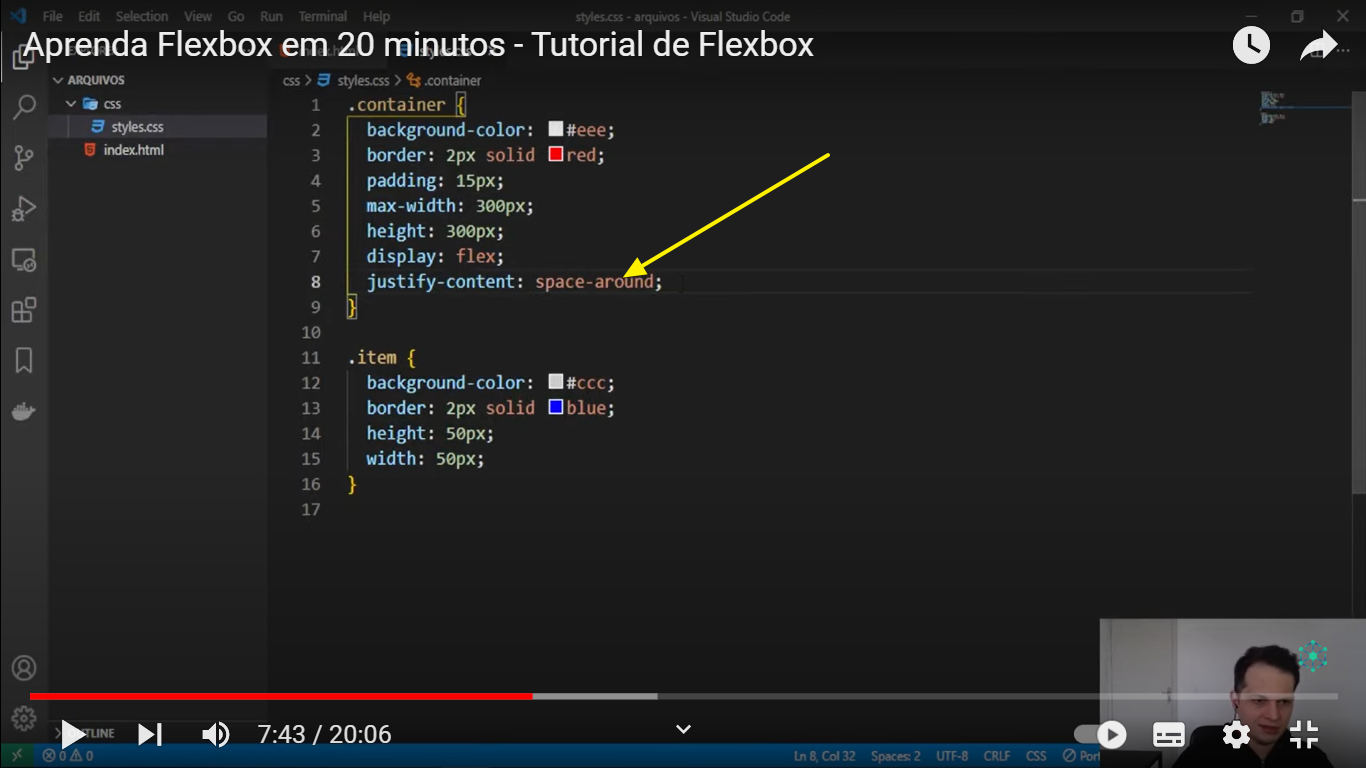 File Edit Selection View Go Run Terminal Help
styles.css - arquivos - Visual Studio Code
Aprenda Flexbox em 20 minutos - Tutorial de Flexbox
ARQUIVOS
css
styles.css
index.html
css > styles.css > .container
1 .container {
2 background-color: #eee;
3 border: 2px solid red;
4 padding: 15px;
5 max-width: 300px;
6 height: 300px;
7 display: flex;
8 justify-content: space-around;
9 }
10
11 .item {
12 background-color: #ccc;
13 border: 2px solid blue;
14 height: 50px;
15 width: 50px;
16 }
17
7:43 / 20:06
0 0
Ln 8, Col 32 Spaces: 2 UTF-8 CRLF CSS